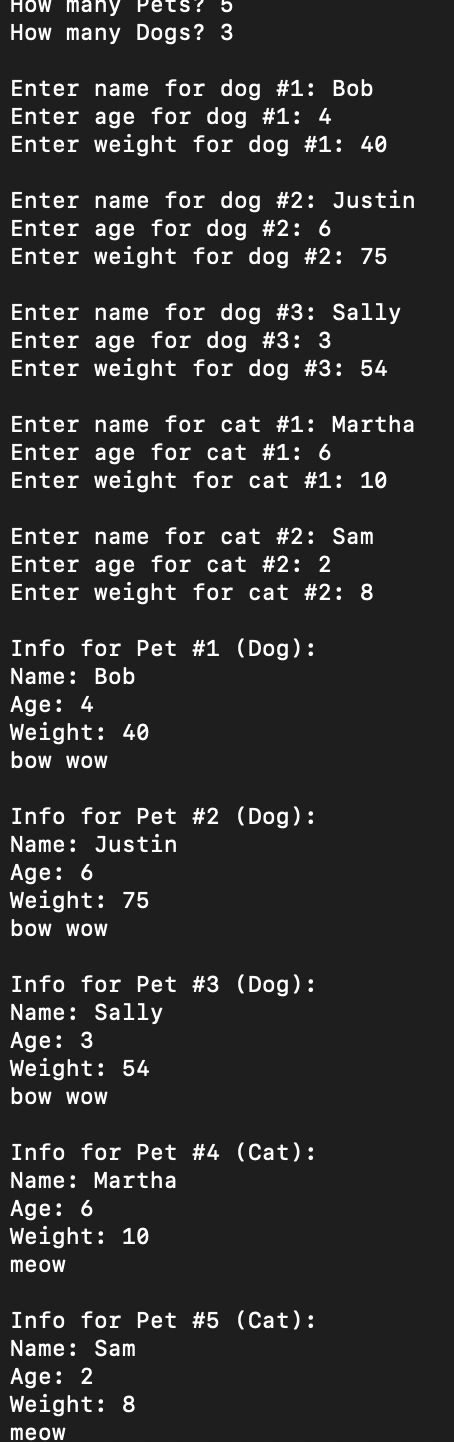 How many Pets? 5
How many Dogs? 3
Enter name for dog #1: Bob
Enter age for dog #1: 4
Enter weight for dog #1: 40
Enter name for dog #2: Justin
Enter age for dog #2: 6
Enter weight for dog #2: 75
Enter name for dog #3: Sally
Enter age for dog #3: 3
Enter weight for dog #3: 54
Enter name for cat #1: Martha
Enter age for cat #1: 6
Enter weight for cat #1: 10
Enter name for cat #2: Sam
Enter age for cat #2: 2
Enter weight for cat #2: 8
Info for Pet #1 (Dog):
Name: Bob
Age: 4
Weight: 40
bow wow
Info for Pet #2 (Dog):
Name: Justin
Age: 6
Weight: 75
bow wow
Info for Pet #3 (Dog):
Name: Sally
Age: 3
Weight: 54
bow wow
Info for Pet #4 (Cat):
Name: Martha
Age: 6
Weight: 10
meow
Info for Pet #5 (Cat):
Name: Sam
Age: 2
Weight: 8
meow